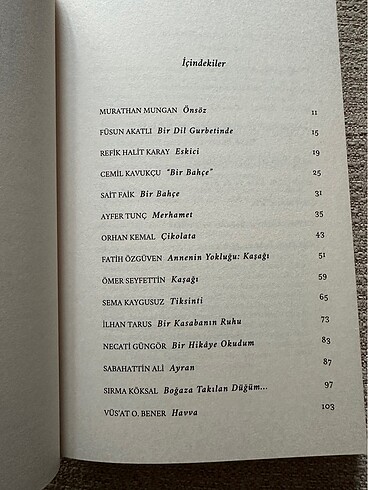 İçindekiler
MURATHAN MUNGAN Önsöz 11
FÜSUN AKATLI Bir Dil Gurbetinde 15
REFİK HALİT KARAY Eskici 19
CEMİL KAVUKÇU "Bir Bahçe" 25
SAİT FAİK Bir Bahçe 31
AYFER TUNÇ Merhamet 35
ORHAN KEMAL Çikolata 43
FATİH ÖZGÜVEN Annenin Yokluğu: Kaşağı 51
ÖMER SEYFETTİN Kaşağı 59
SEMA KAYGUSUZ Tiksinti 65
İLHAN TARUS Bir Kasabanın Ruhu 73
NECATİ GÜNGÖR Bir Hikâye Okudum 83
SABAHATTİN ALİ Ayran 87
SIRMA KÖKSAL Boğaza Takılan Düğüm... 97
VÜS'AT O. BENER Havva 103